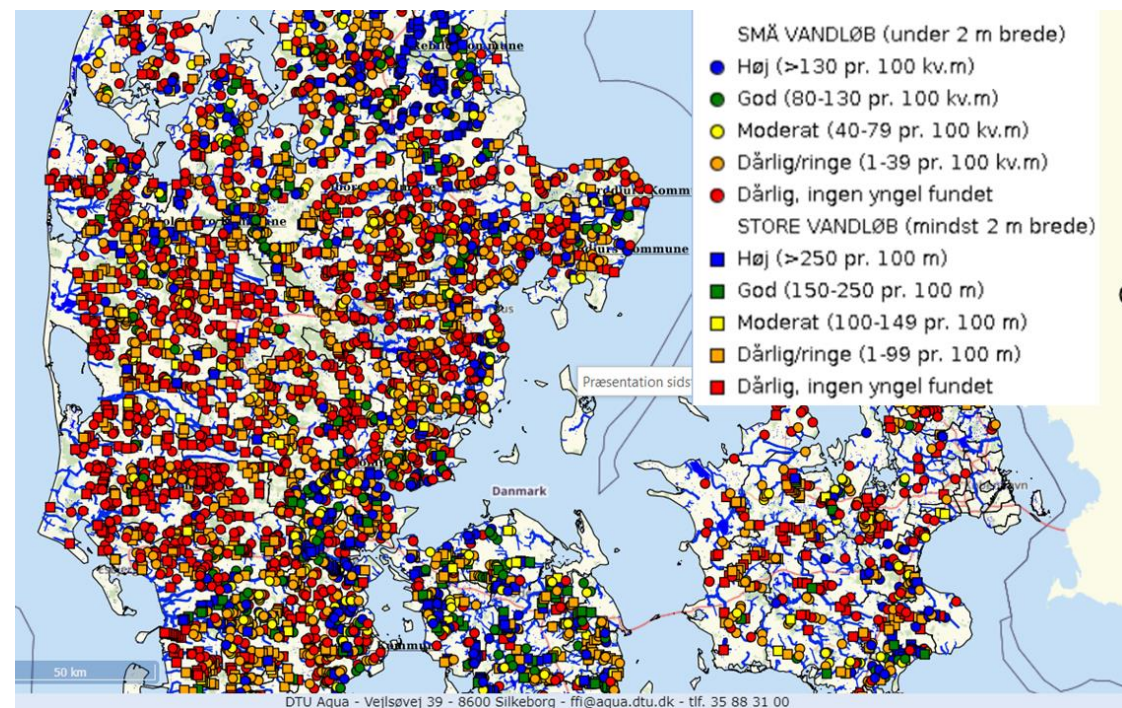 SMÅ VANDLØB (under 2 m brede)
Høj (>130 pr. 100 kv.m)
God (80-130 pr. 100 kv.m)
Moderat (40-79 pr. 100 kv.m)
Dårlig/ringe (1-39 pr. 100 kv.m)
Dårlig, ingen yngel fundet
STORE VANDLØB (mindst 2 m brede)
Høj (>250 pr. 100 m)
God (150-250 pr. 100 m)
Moderat (100-149 pr. 100 m)
Dårlig/ringe (1-99 pr. 100 m)
Dårlig, ingen yngel fundet
Præsentation sids
Danmark
50 km
DTU Aqua - Vejlsøvej 39 - 8600 Silkeborg - ffi@aqua.dtu.dk - tlf. 35 88 31 00